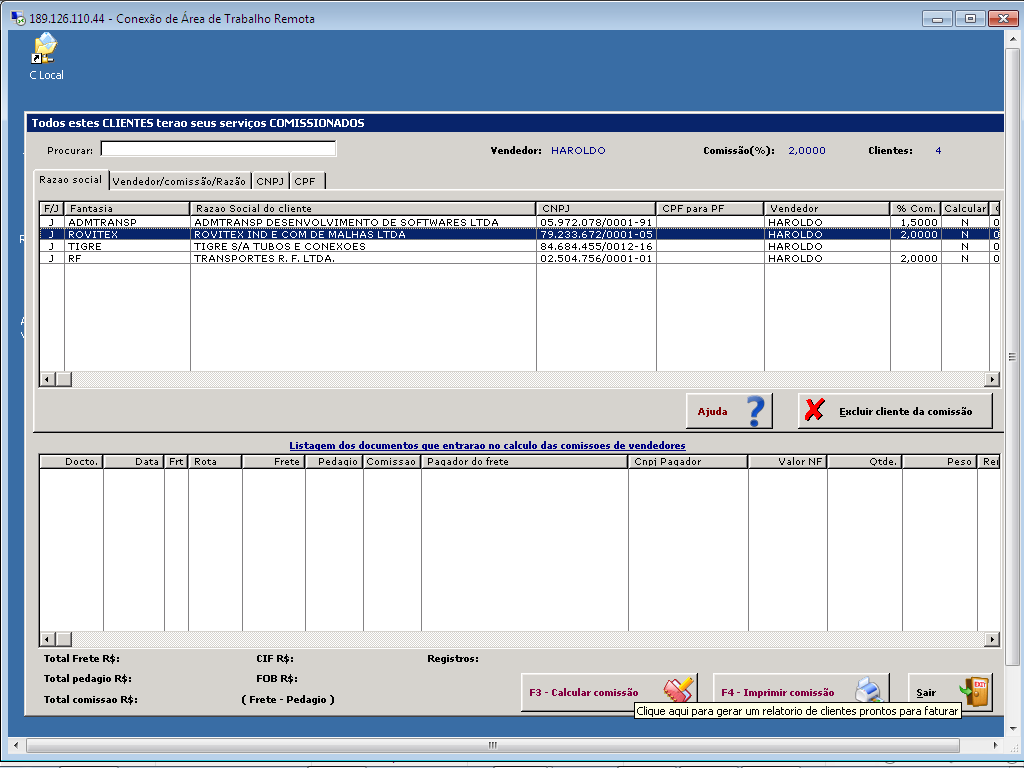 189.126.110.44 - Conexão de Área de Trabalho Remota
C Local
Todos estes CLIENTES terao seus serviços COMISSIONADOS
Procurar: Vendedor: HAROLDO Comissão(%): 2,0000 Clientes: 4
Razao social Vendedor/comissão/Razão CNPJ CPF
F/J Fantasia Razao Social do cliente CNPJ CPF para PF Vendedor % Com. Calcular
J ADMTRANSP ADMTRANSP DESENVOLVIMENTO DE SOFTWARES LTDA 05.972.078/0001-91 HAROLDO 1,5000 N 0
J ROVITEX ROVITEX IND E COM DE MALHAS LTDA 79.233.672/0001-05 HAROLDO 2,0000 N 0
J TIGRE TIGRE S/A TUBOS E CONEXOES 84.684.455/0012-16 HAROLDO N 0
J RF TRANSPORTES R. F. LTDA. 02.504.756/0001-01 HAROLDO 2,0000 N 0
Ajuda Excluir cliente da comissão
Listagem dos documentos que entrarao no calculo das comissoes de vendedores
Docto. Data Frt Rota Frete Pedagio Comissao Pagador do frete Cnpj Pagador Valor NF Qtde. Peso Rei
Total Frete R$: CIF R$: Registros:
Total pedagio R$: FOB R$:
Total comissao R$: ( Frete - Pedagio )
F3 - Calcular comissão F4 - Imprimir comissão Sair EXIT
Clique aqui para gerar um relatorio de clientes prontos para faturar